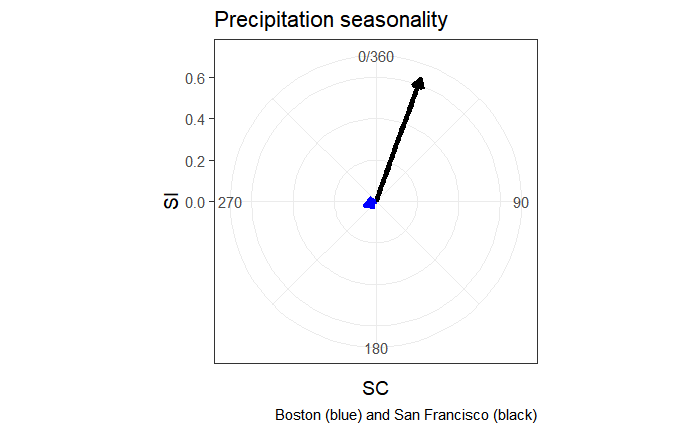 Precipitation seasonality
0/360
0.6
0.4
0.2
SI
0.0
270
90
180
SC
Boston (blue) and San Francisco (black)